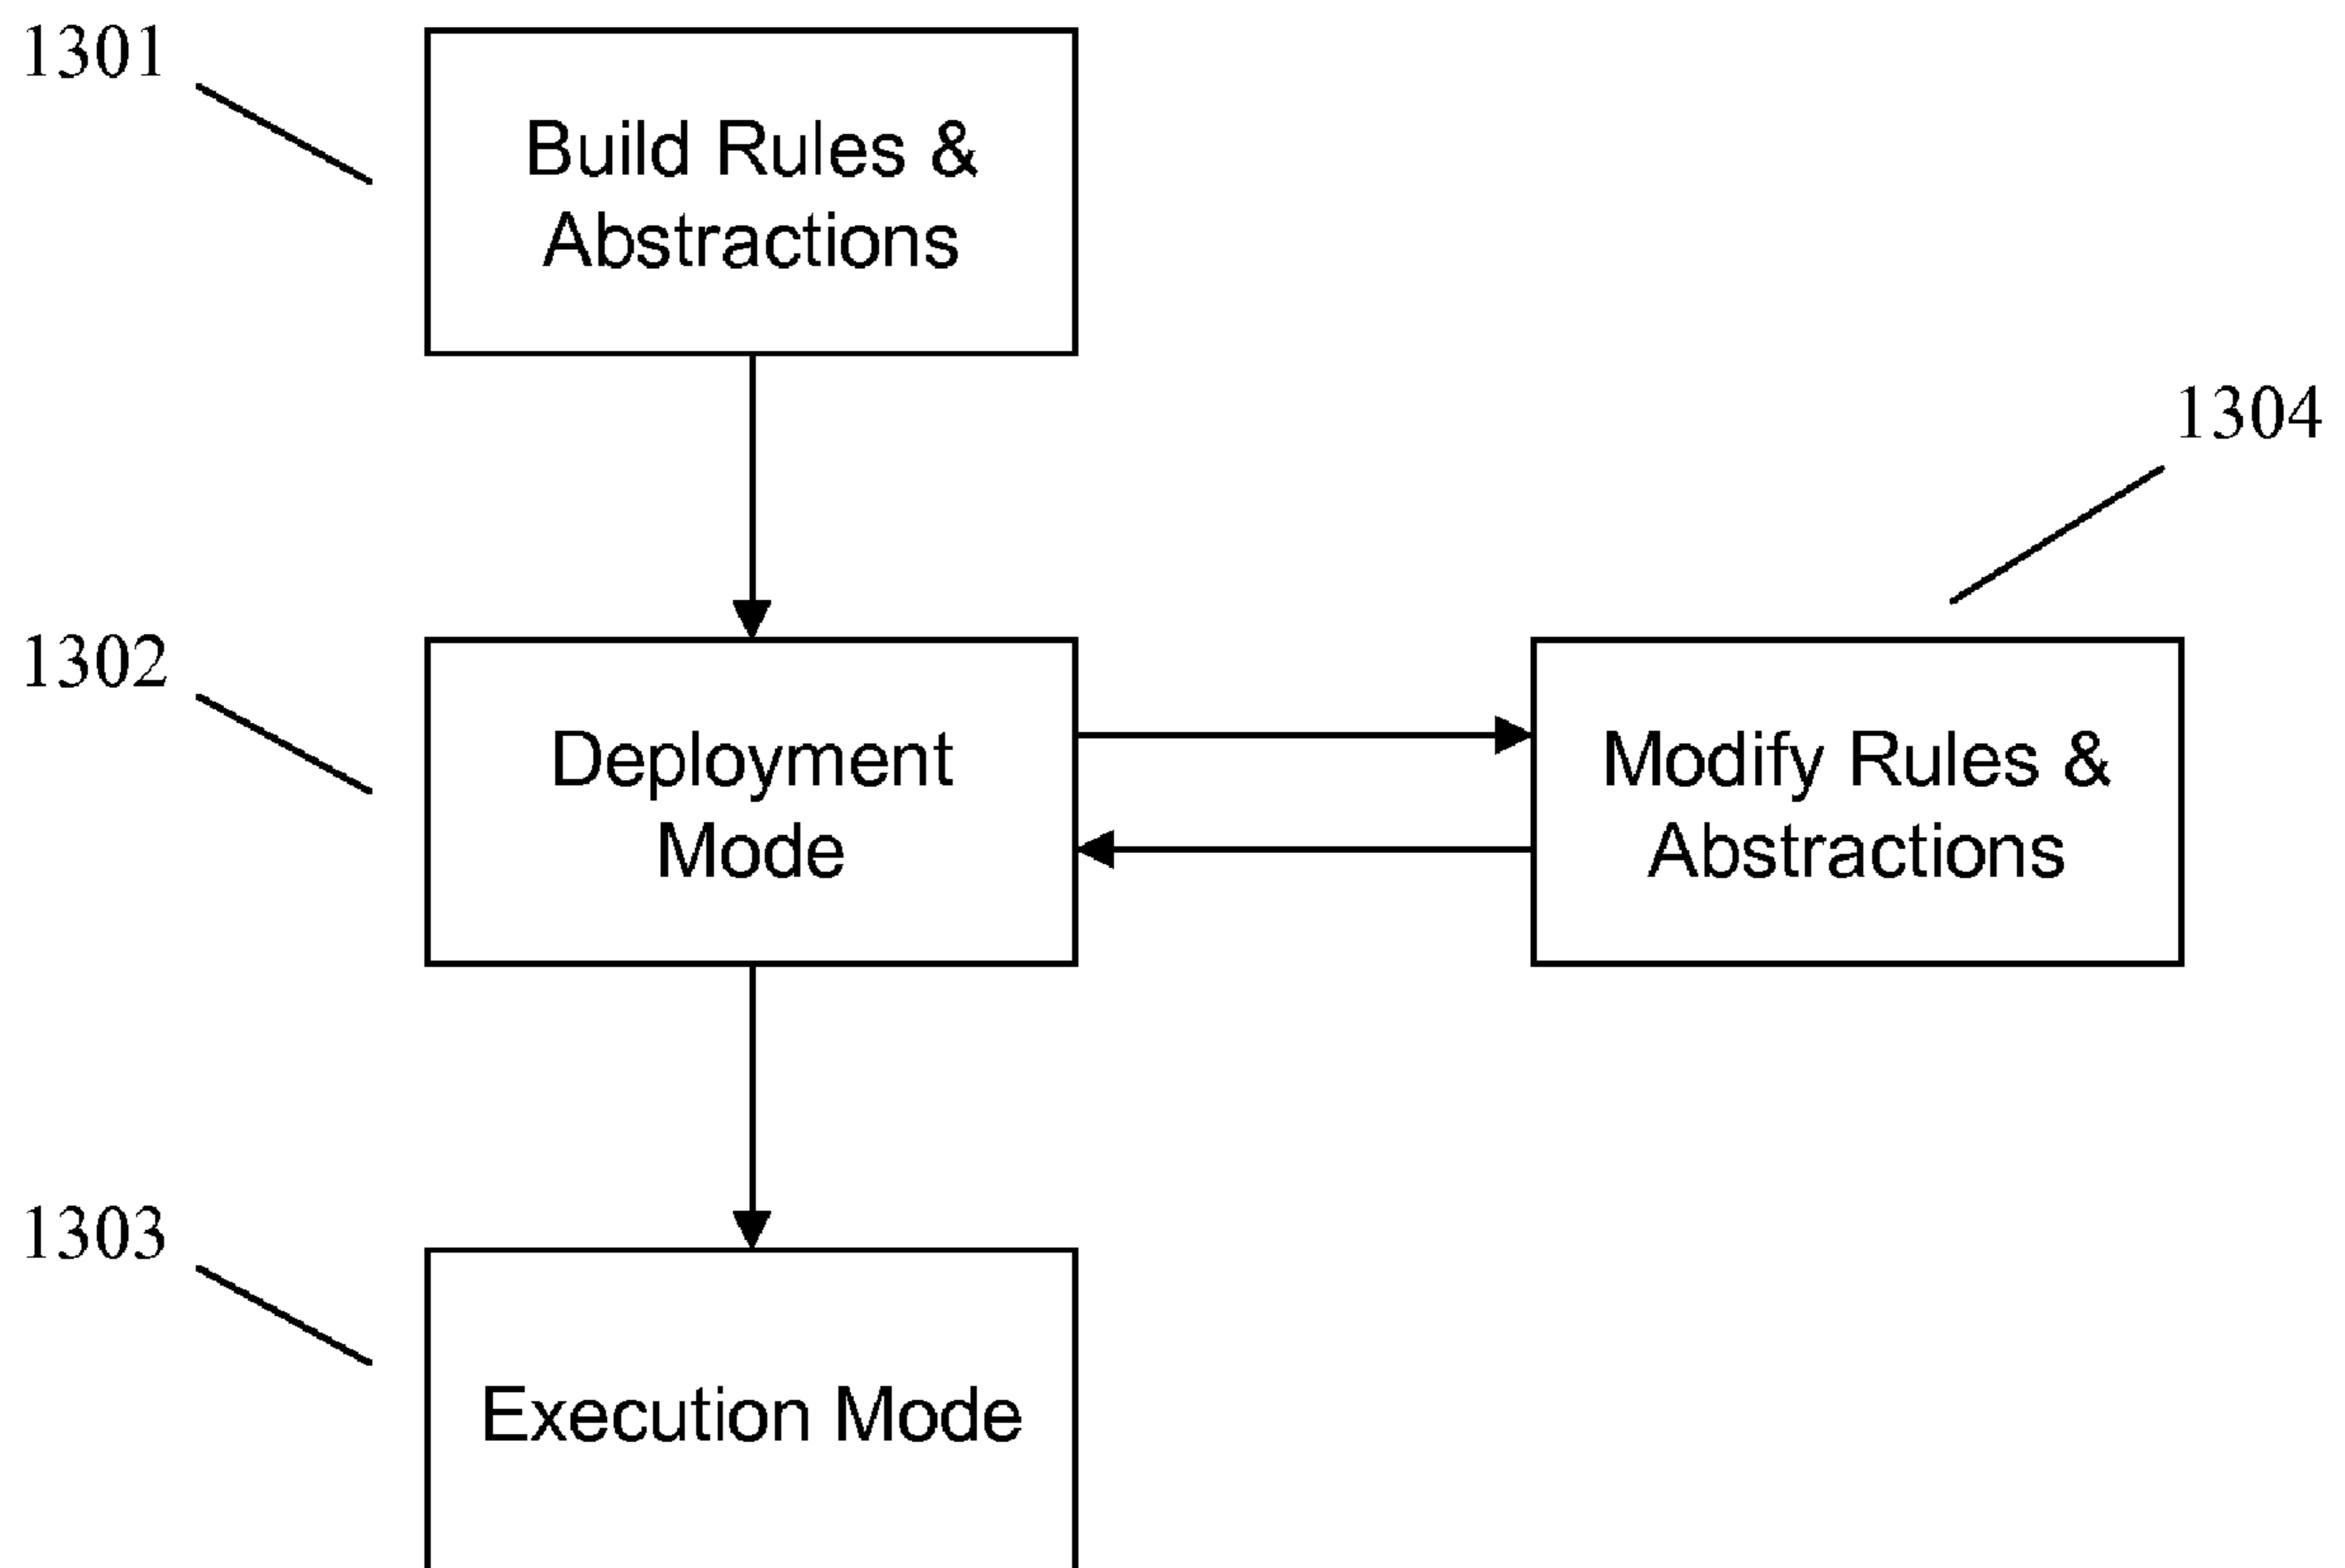 1301
Build Rules &
Abstractions
1304
1302
Deployment
Mode
Modify Rules &
Abstractions
1303
Execution Mode